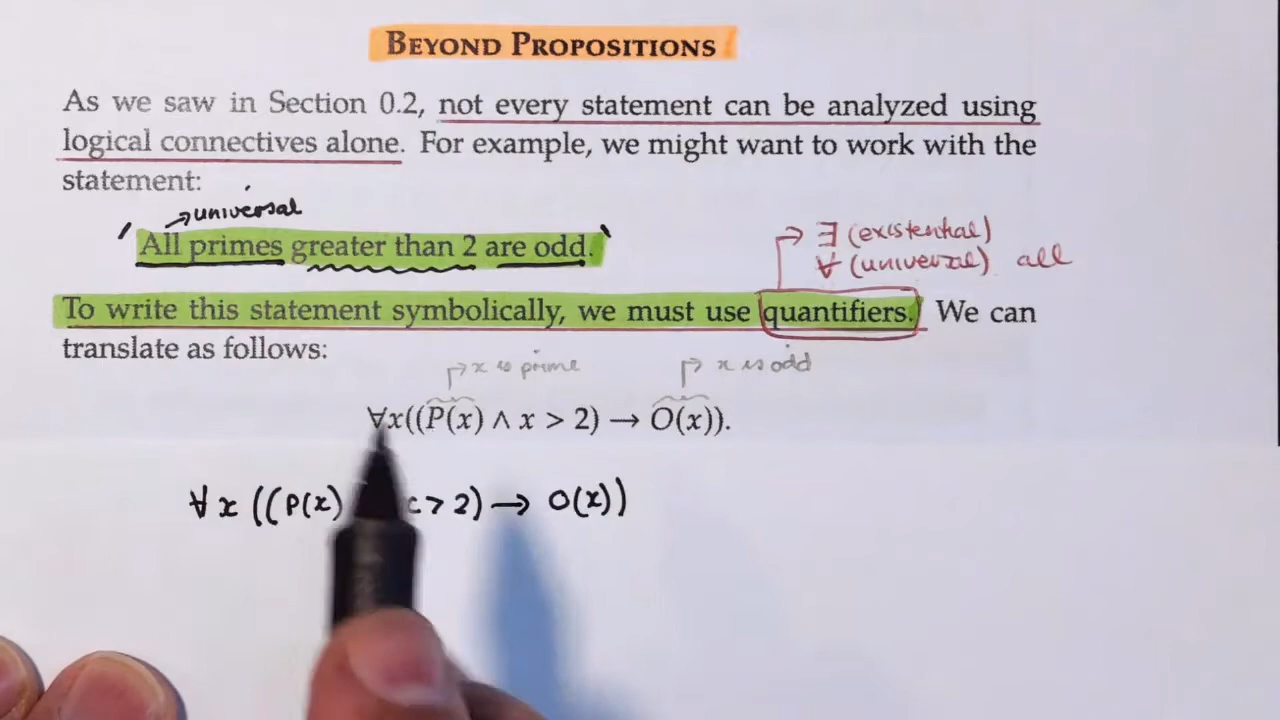 BEYOND PROPOSITIONS
As we saw in Section 0.2, not every statement can be analyzed using
logical connectives alone. For example, we might want to work with the
statement:
→universal
'All primes greater than 2 are odd.'
→ ∃ (existential)
∀ (universal) all
To write this statement symbolically, we must use quantifiers. We can
translate as follows:
→ x is prime → x is odd
∀x((P(x) ∧ x > 2) → O(x)).
∀ x ((P(x) x > 2) → O(x))